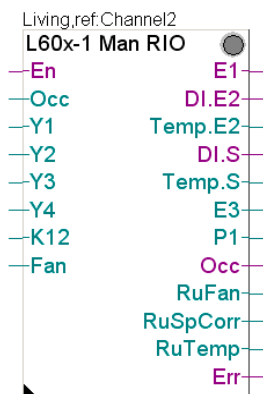 Living,ref:Channel2
L60x-1 Man RIO
En E1
Occ DI.E2
Y1 Temp.E2
Y2 DI.S
Y3 Temp.S
Y4 E3
K12 P1
Fan Occ
RuFan
RuSpCorr
RuTemp
Err